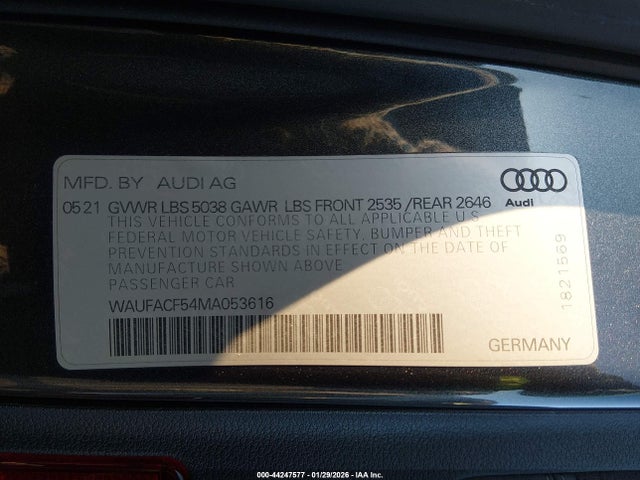 MFD. BY AUDI AG
Audi
05 21 GVWR LBS 5038 GAWR LBS FRONT 2535 /REAR 2646
THIS VEHICLE CONFORMS TO ALL APPLICABLE U.S.
FEDERAL MOTOR VEHICLE SAFETY, BUMPER AND THEFT
PREVENTION STANDARDS IN EFFECT ON THE DATE OF
MANUFACTURE SHOWN ABOVE
PASSENGER CAR
WAUFACF54MA053616
1821569
GERMANY
000-44247577 - 01/29/2026 - IAA Inc.